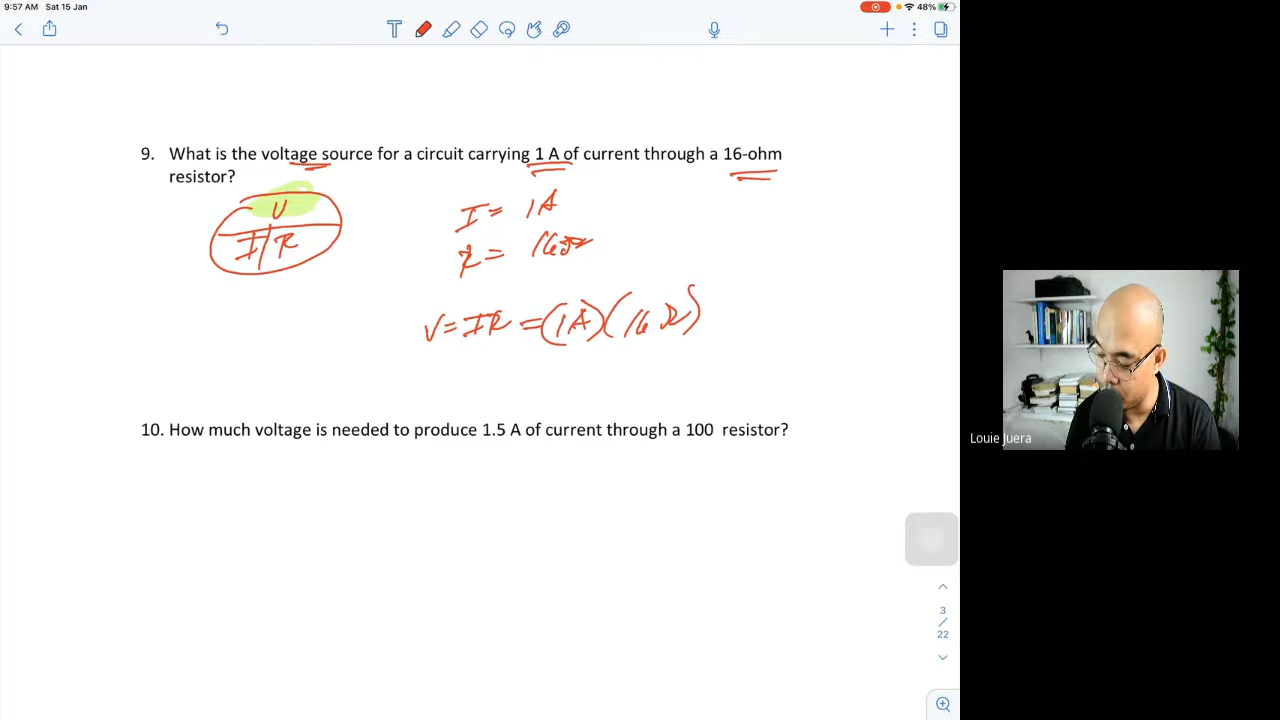 9:57 AM Sat 15 Jan
48%
T
9. What is the voltage source for a circuit carrying 1 A of current through a 16-ohm
resistor?
V
I R
I = 1A
R = 16Ω
V = IR = (1A)(16Ω)
10. How much voltage is needed to produce 1.5 A of current through a 100 resistor?
Louie Juera
3
/
22